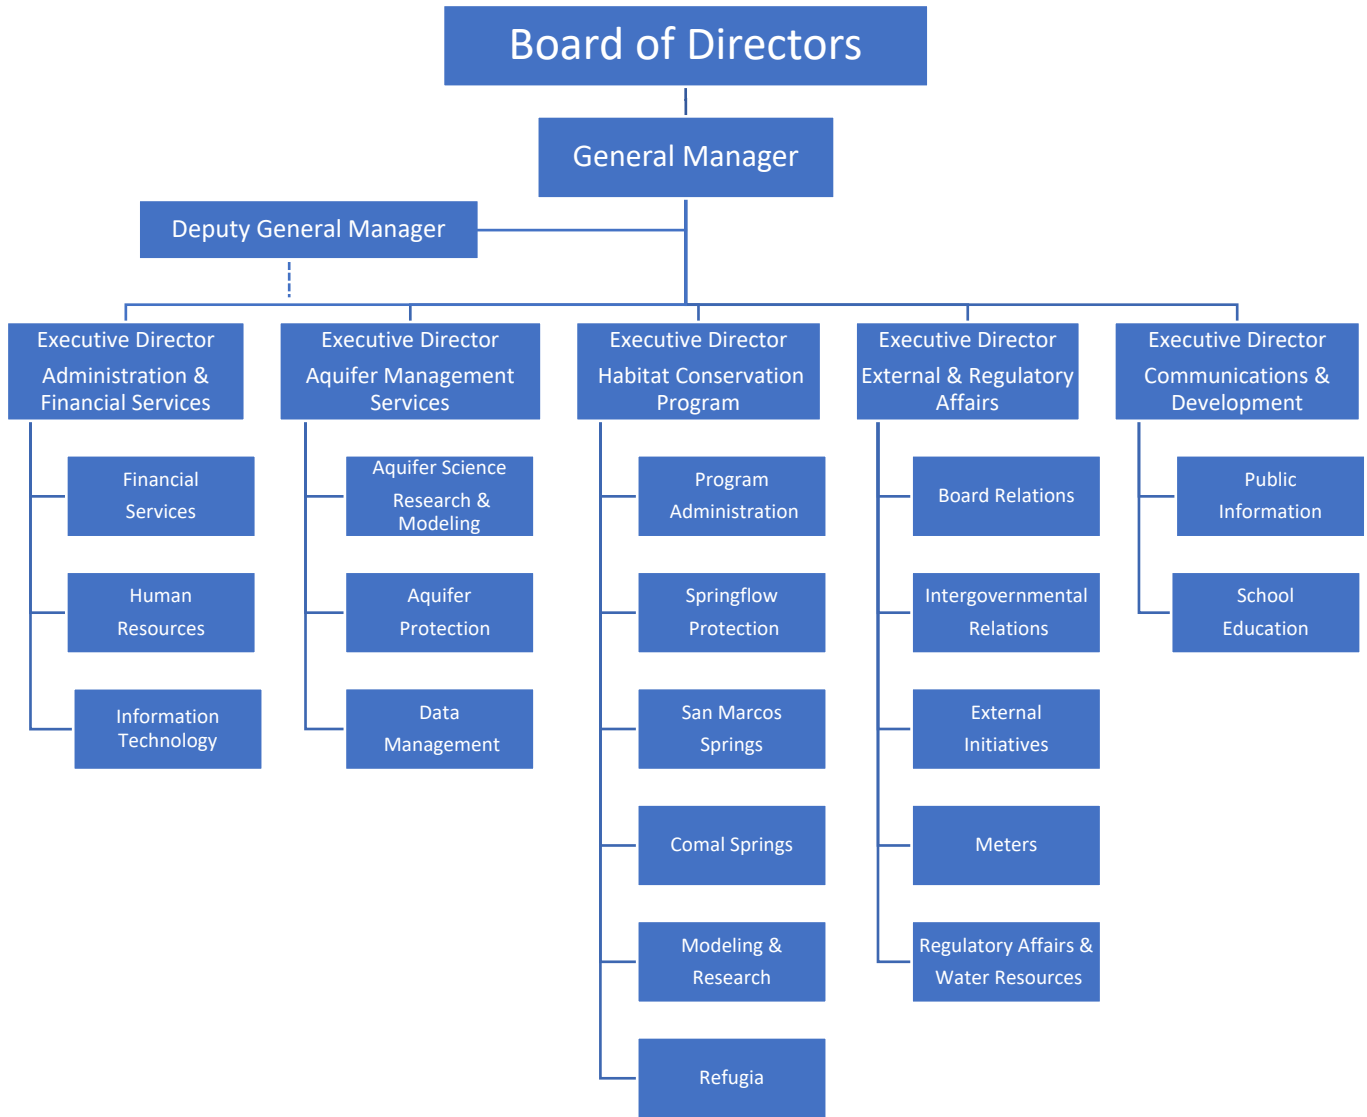 Board of Directors
General Manager
Deputy General Manager
Executive Director
Administration &
Financial Services
Executive Director
Aquifer Management
Services
Executive Director
Habitat Conservation
Program
Executive Director
External & Regulatory
Affairs
Executive Director
Communications &
Development
Financial
Services
Human
Resources
Information
Technology
Aquifer Science
Research &
Modeling
Aquifer
Protection
Data
Management
Program
Administration
Springflow
Protection
San Marcos
Springs
Comal Springs
Modeling &
Research
Refugia
Board Relations
Intergovernmental
Relations
External
Initiatives
Meters
Regulatory Affairs &
Water Resources
Public
Information
School
Education